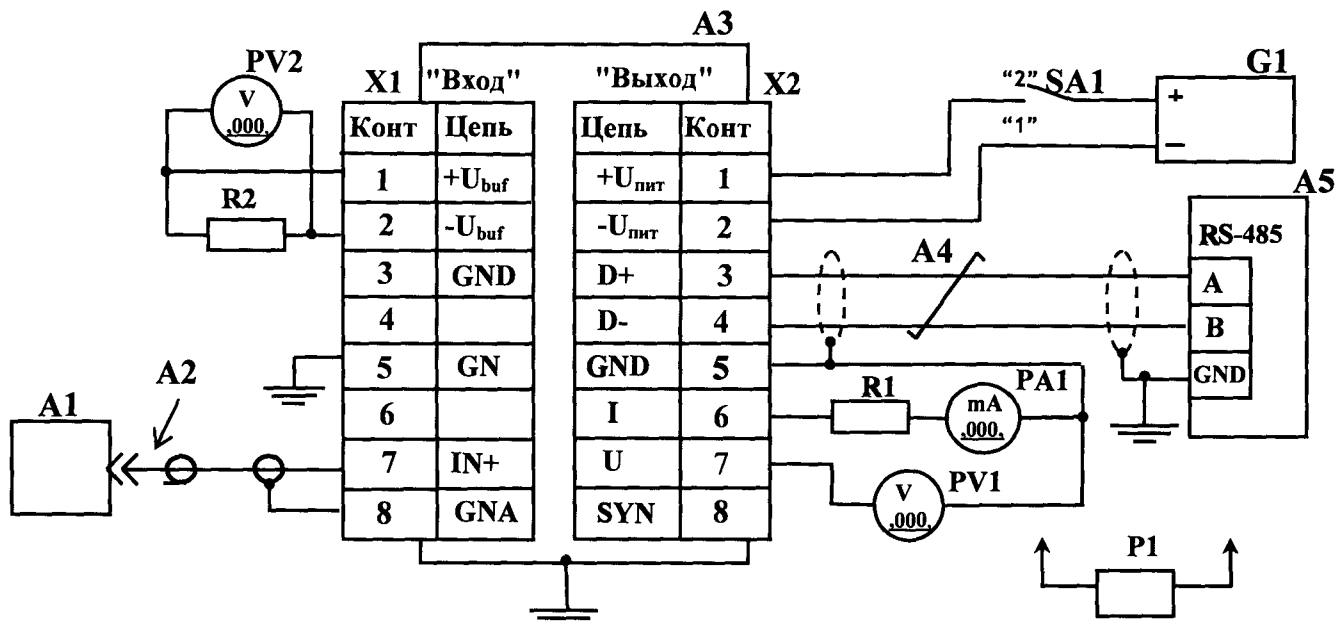 A3
PV2
V
,000,
X1
"Вход"
"Выход"
X2
"2"
SA1
"1"
G1
+
−
Конт
Цепь
Цепь
Конт
1
+Ubuf
+Uпит
1
R2
2
-Ubuf
-Uпит
2
A5
RS-485
3
GND
D+
3
A4
A
4
D-
4
B
5
GN
GND
5
GND
A2
A1
6
I
6
R1
PA1
mA
,000,
7
IN+
U
7
V
,000,
PV1
8
GNA
SYN
8
P1